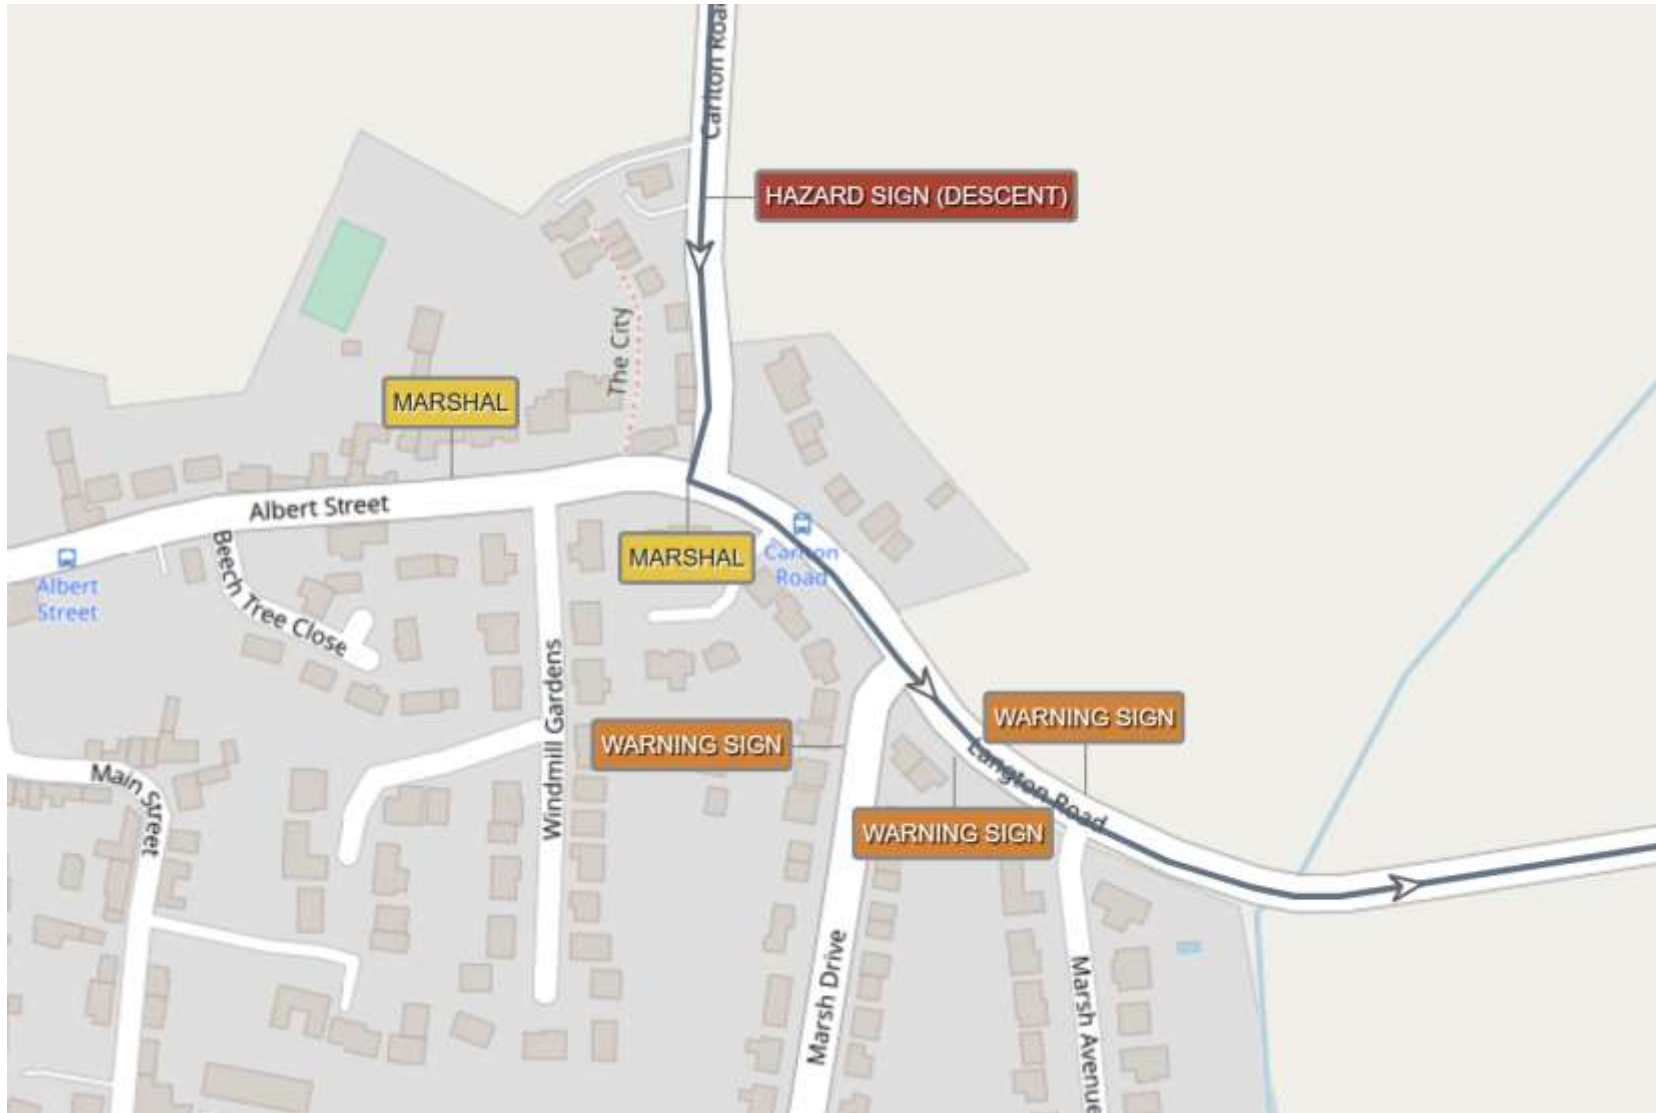 Carlton Road
HAZARD SIGN (DESCENT)
The City
MARSHAL
Albert Street
MARSHAL
Carlton
Road
Albert
Street
Beech Tree Close
Windmill Gardens
WARNING SIGN
WARNING SIGN
Langton Road
Main Street
WARNING SIGN
Marsh Drive
Marsh Avenue